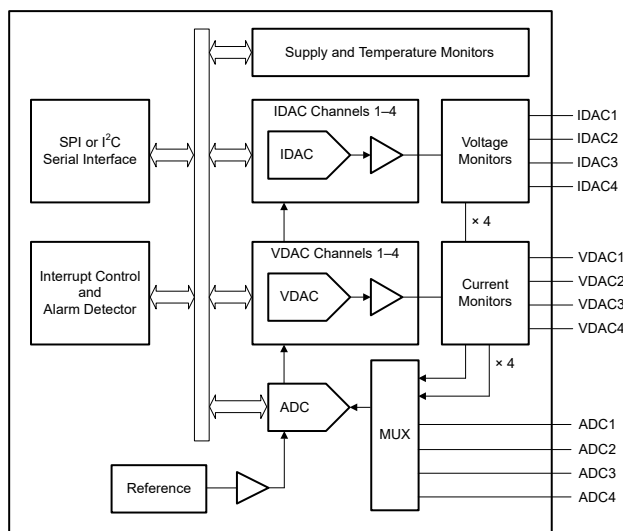 Supply and Temperature Monitors
SPI or I²C
Serial Interface
IDAC Channels 1–4
IDAC
Voltage
Monitors
IDAC1
IDAC2
IDAC3
IDAC4
× 4
Interrupt Control
and
Alarm Detector
VDAC Channels 1–4
VDAC
Current
Monitors
VDAC1
VDAC2
VDAC3
VDAC4
× 4
ADC
MUX
ADC1
ADC2
ADC3
ADC4
Reference